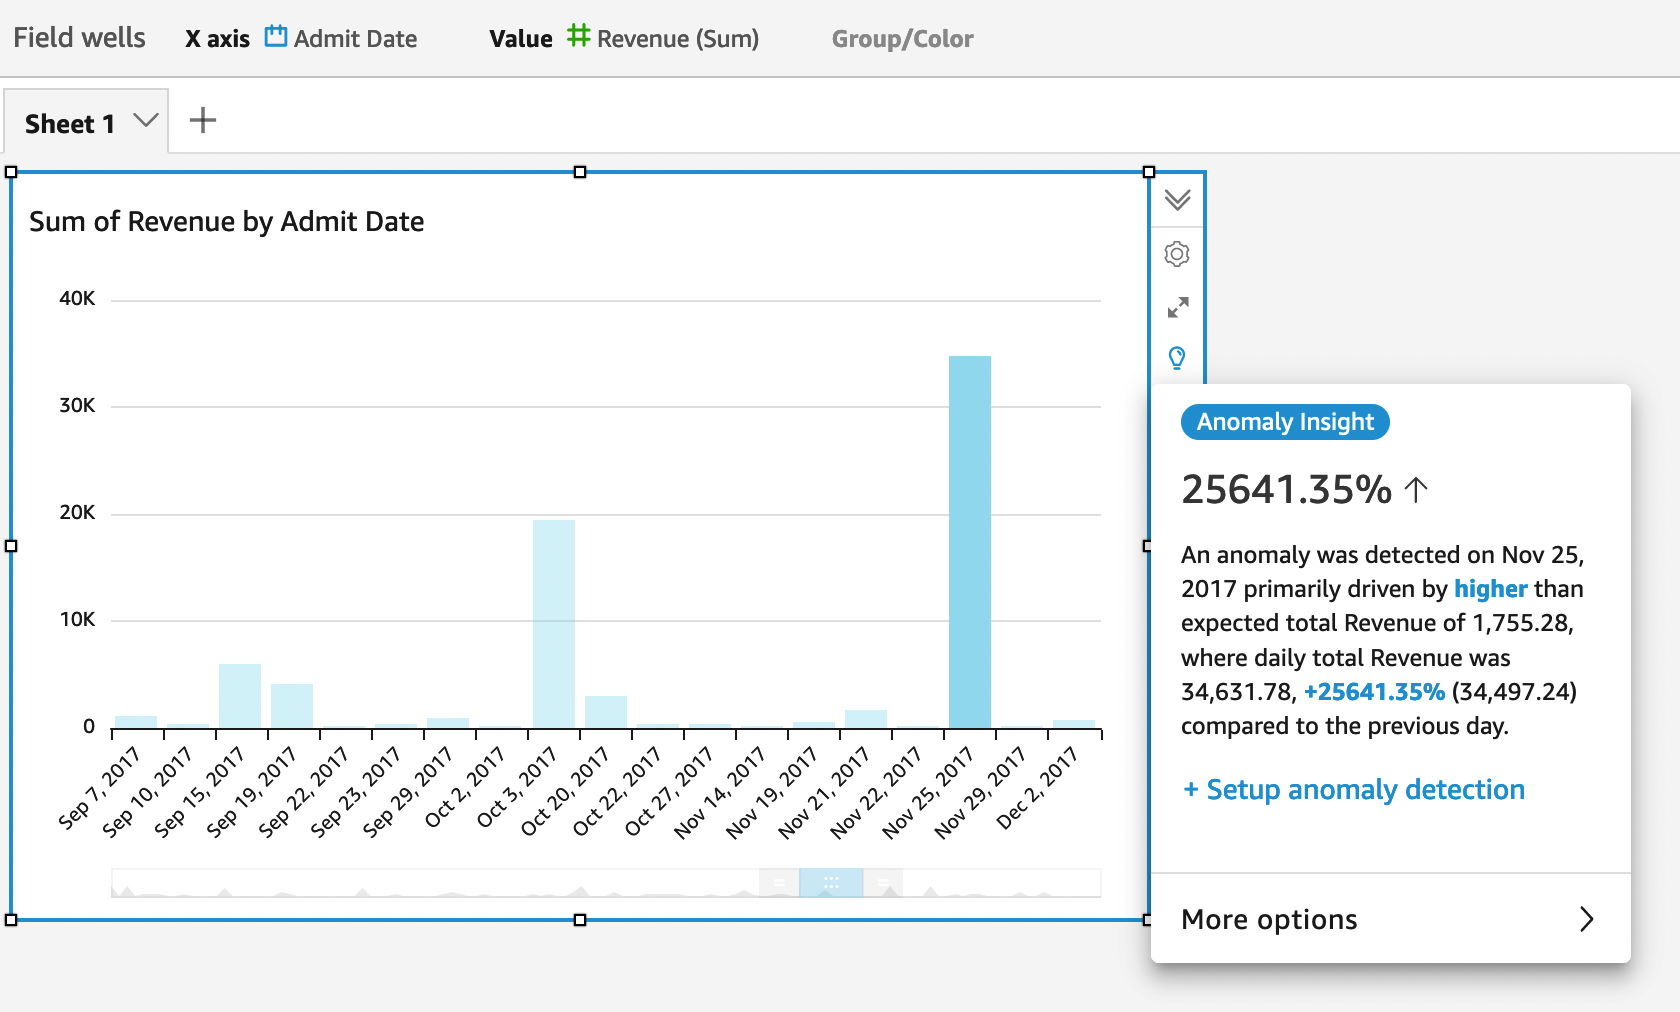 Field wells X axis Admit Date Value Revenue (Sum) Group/Color
Sheet 1
Sum of Revenue by Admit Date
40K
30K
20K
10K
0
Sep 7, 2017
Sep 10, 2017
Sep 15, 2017
Sep 19, 2017
Sep 22, 2017
Sep 23, 2017
Sep 29, 2017
Oct 2, 2017
Oct 3, 2017
Oct 20, 2017
Oct 22, 2017
Oct 27, 2017
Nov 14, 2017
Nov 19, 2017
Nov 21, 2017
Nov 22, 2017
Nov 25, 2017
Nov 29, 2017
Dec 2, 2017
Anomaly Insight
25641.35% ↑
An anomaly was detected on Nov 25,
2017 primarily driven by higher than
expected total Revenue of 1,755.28,
where daily total Revenue was
34,631.78, +25641.35% (34,497.24)
compared to the previous day.
+ Setup anomaly detection
More options